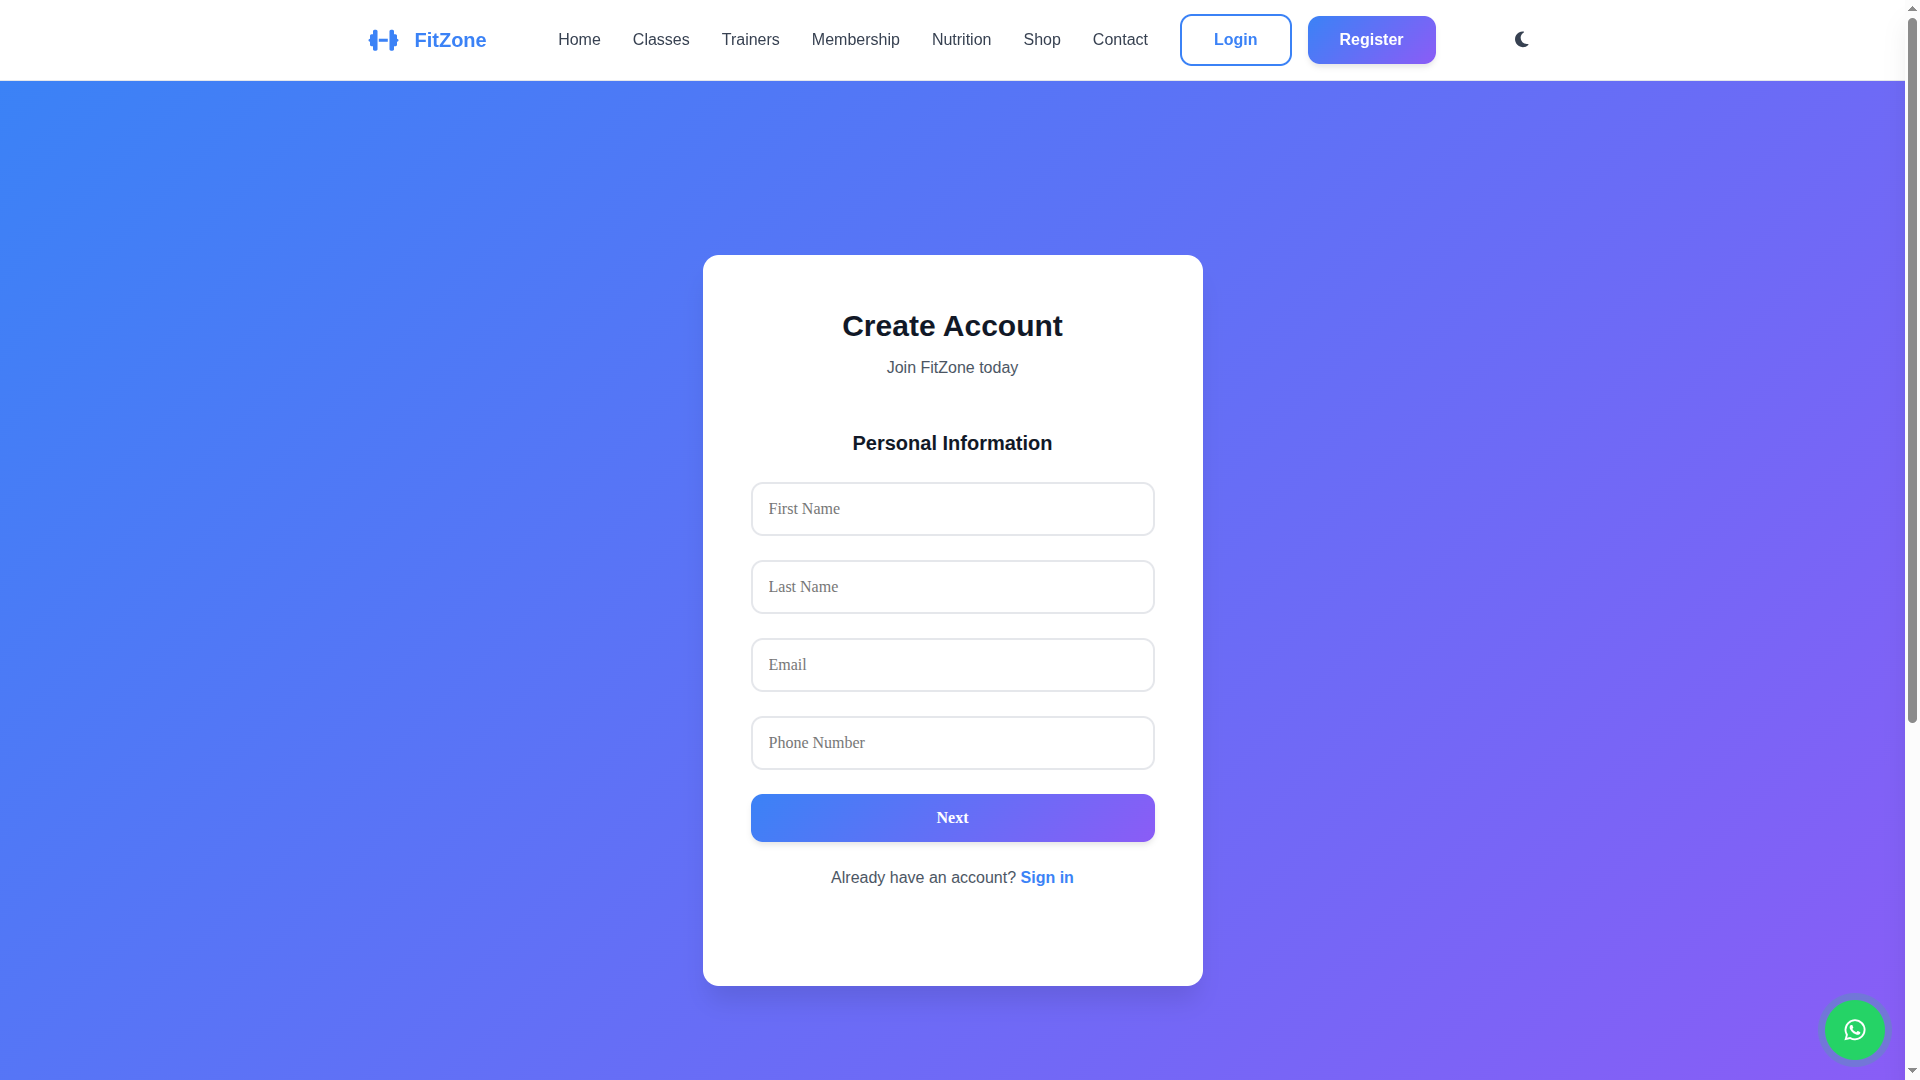 FitZone
Home
Classes
Trainers
Membership
Nutrition
Shop
Contact
Login
Register
Create Account
Join FitZone today
Personal Information
First Name
Last Name
Email
Phone Number
Next
Already have an account? Sign in